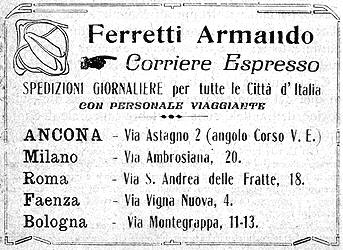 Ferretti Armando
Corriere Espresso
SPEDIZIONI GIORNALIERE per tutte le Città d'Italia
CON PERSONALE VIAGGIANTE
ANCONA - Via Astagno 2 (angolo Corso V. E.)
Milano - Via Ambrosiana, 20.
Roma - Via S. Andrea delle Fratte, 18.
Faenza - Via Vigna Nuova, 4.
Bologna - Via Montegrappa, 11-13.